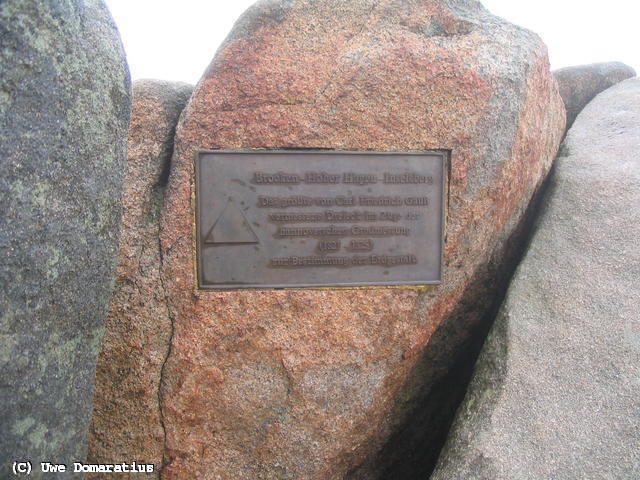 Brocken - Hoher Hagen - Inselsberg
Das größte von Carl Friedrich Gauß
vermessene Dreieck im Zuge der
hannoverschen Gradmessung
(1821 - 1825)
zur Bestimmung der Erdgestalt
(C) Uwe Domaratius